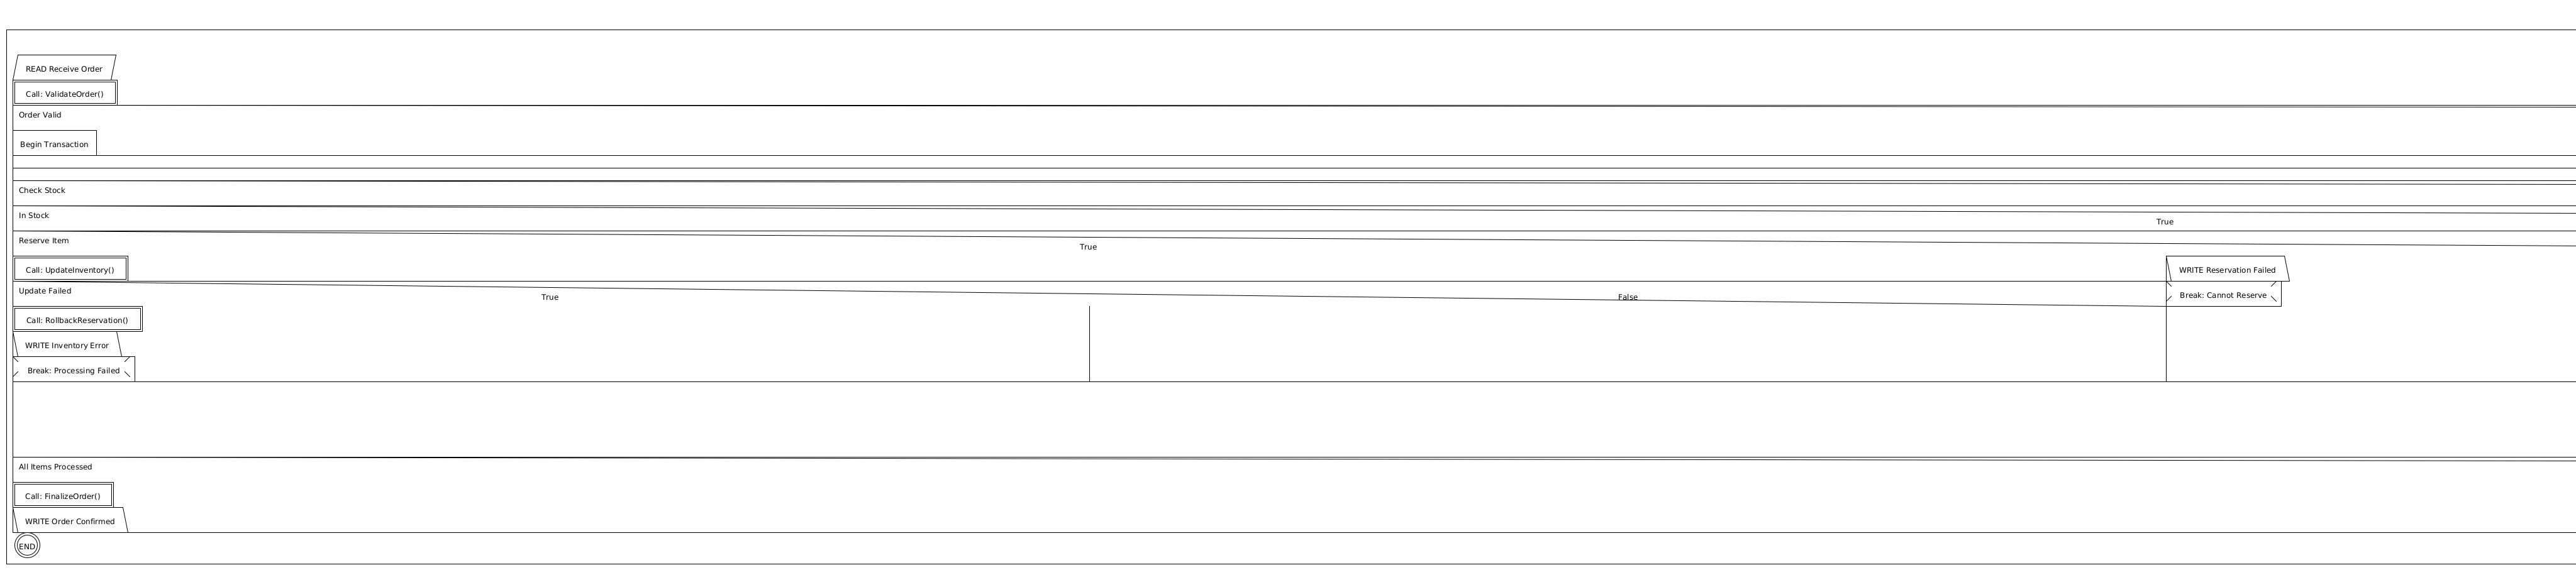 READ Receive Order
Call: ValidateOrder()
Order Valid
Begin Transaction
Check Stock
In Stock
True
Reserve Item
True
Call: UpdateInventory()
WRITE Reservation Failed
Update Failed
True
False
Break: Cannot Reserve
Call: RollbackReservation()
WRITE Inventory Error
Break: Processing Failed
All Items Processed
Call: FinalizeOrder()
WRITE Order Confirmed
END